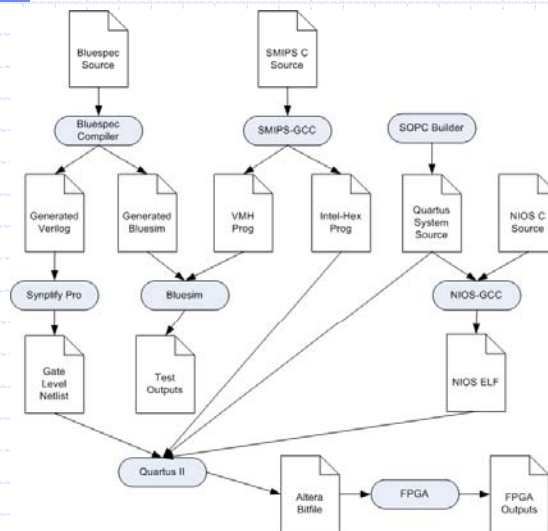 Bluespec
Source
SMIPS C
Source
Bluespec
Compiler
SMIPS-GCC
SOPC Builder
Generated
Verilog
Generated
Bluesim
VMH
Prog
Intel-Hex
Prog
Quartus
System
Source
NIOS C
Source
Synplify Pro
Bluesim
NIOS-GCC
Gate
Level
Netlist
Test
Outputs
NIOS ELF
Quartus II
Altera
Bitfile
FPGA
FPGA
Outputs